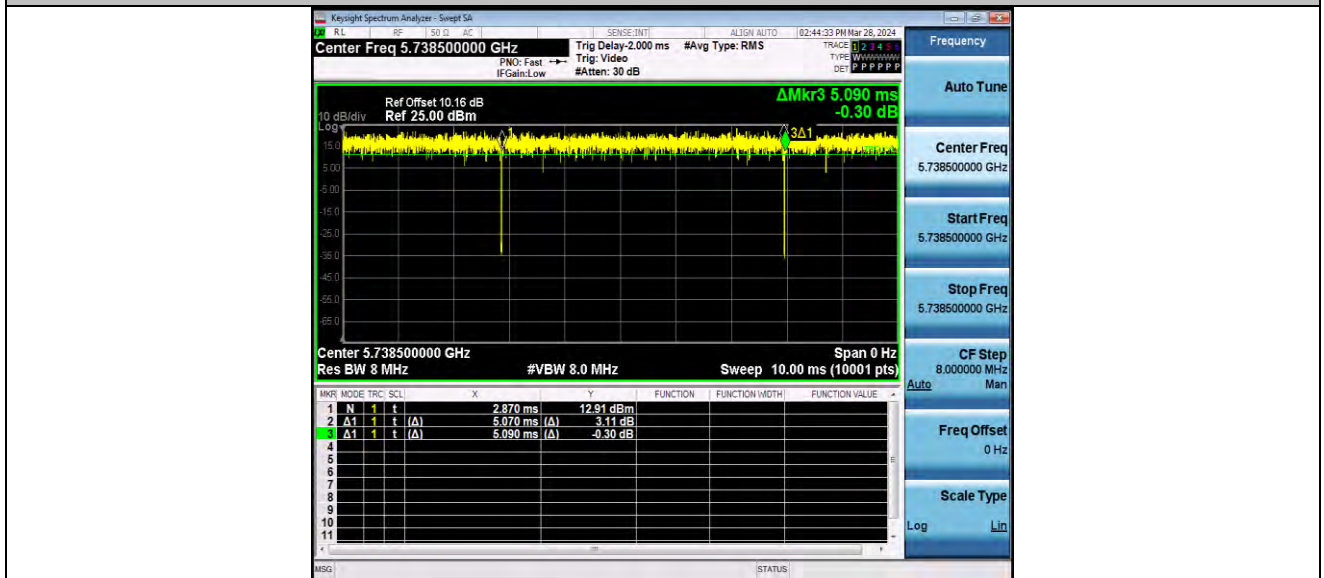 Keysight Spectrum Analyzer - Swept SA
RL RF 50 Ω AC SENSE:INT ALIGN AUTO 02:44:33 PM Mar 28, 2024
Center Freq 5.738500000 GHz
PNO: Fast
IFGain:Low
Trig Delay-2.000 ms
Trig: Video
#Atten: 30 dB
#Avg Type: RMS
TRACE 1 2 3 4 5 6
TYPE W
DET P P P P P P
ΔMkr3 5.090 ms
-0.30 dB
Ref Offset 10.16 dB
10 dB/div Ref 25.00 dBm
Log
1
3Δ1
15.0
5.00
-5.00
-15.0
-25.0
-35.0
-45.0
-55.0
-65.0
Center 5.738500000 GHz Span 0 Hz
Res BW 8 MHz #VBW 8.0 MHz Sweep 10.00 ms (10001 pts)
MKR MODE TRC SCL X Y FUNCTION FUNCTION WIDTH FUNCTION VALUE
1 N 1 t 2.870 ms 12.91 dBm
2 Δ1 1 t (Δ) 5.070 ms (Δ) 3.11 dB
3 Δ1 1 t (Δ) 5.090 ms (Δ) -0.30 dB
4
5
6
7
8
9
10
11
MSG STATUS
Frequency
Auto Tune
Center Freq
5.738500000 GHz
Start Freq
5.738500000 GHz
Stop Freq
5.738500000 GHz
CF Step
8.000000 MHz
Auto Man
Freq Offset
0 Hz
Scale Type
Log Lin